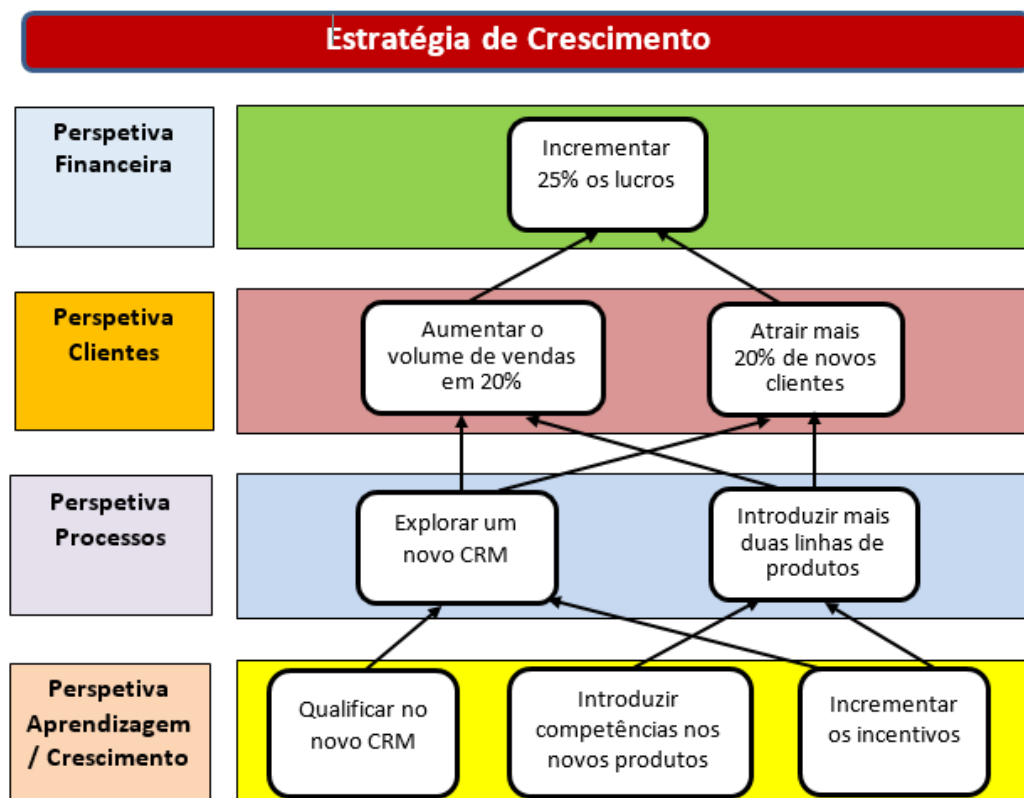 Estratégia de Crescimento
Perspetiva
Financeira
Incrementar
25% os lucros
Perspetiva
Clientes
Aumentar o
volume de vendas
em 20%
Atrair mais
20% de novos
clientes
Perspetiva
Processos
Explorar um
novo CRM
Introduzir mais
duas linhas de
produtos
Perspetiva
Aprendizagem
/ Crescimento
Qualificar no
novo CRM
Introduzir
competências nos
novos produtos
Incrementar
os incentivos